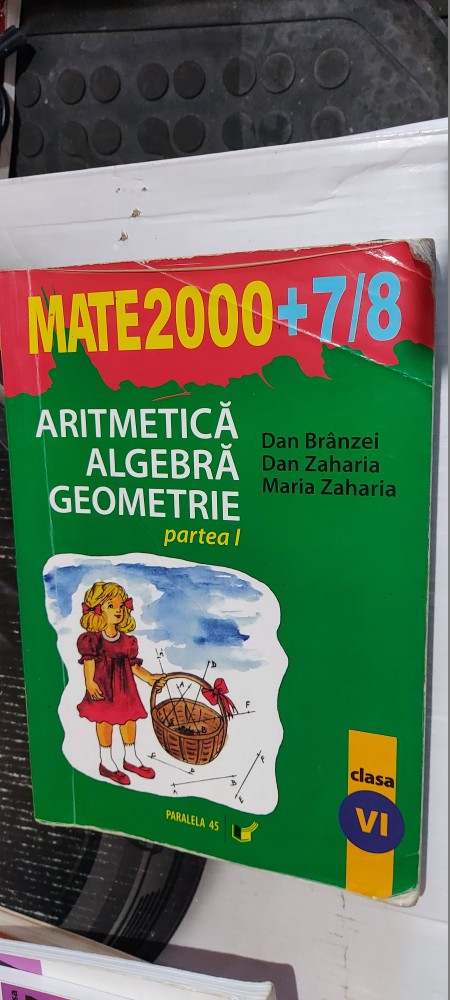 MATE2000+7/8
ARITMETICĂ
ALGEBRĂ
GEOMETRIE
partea I
Dan Brânzei
Dan Zaharia
Maria Zaharia
clasa
VI
PARALELA 45